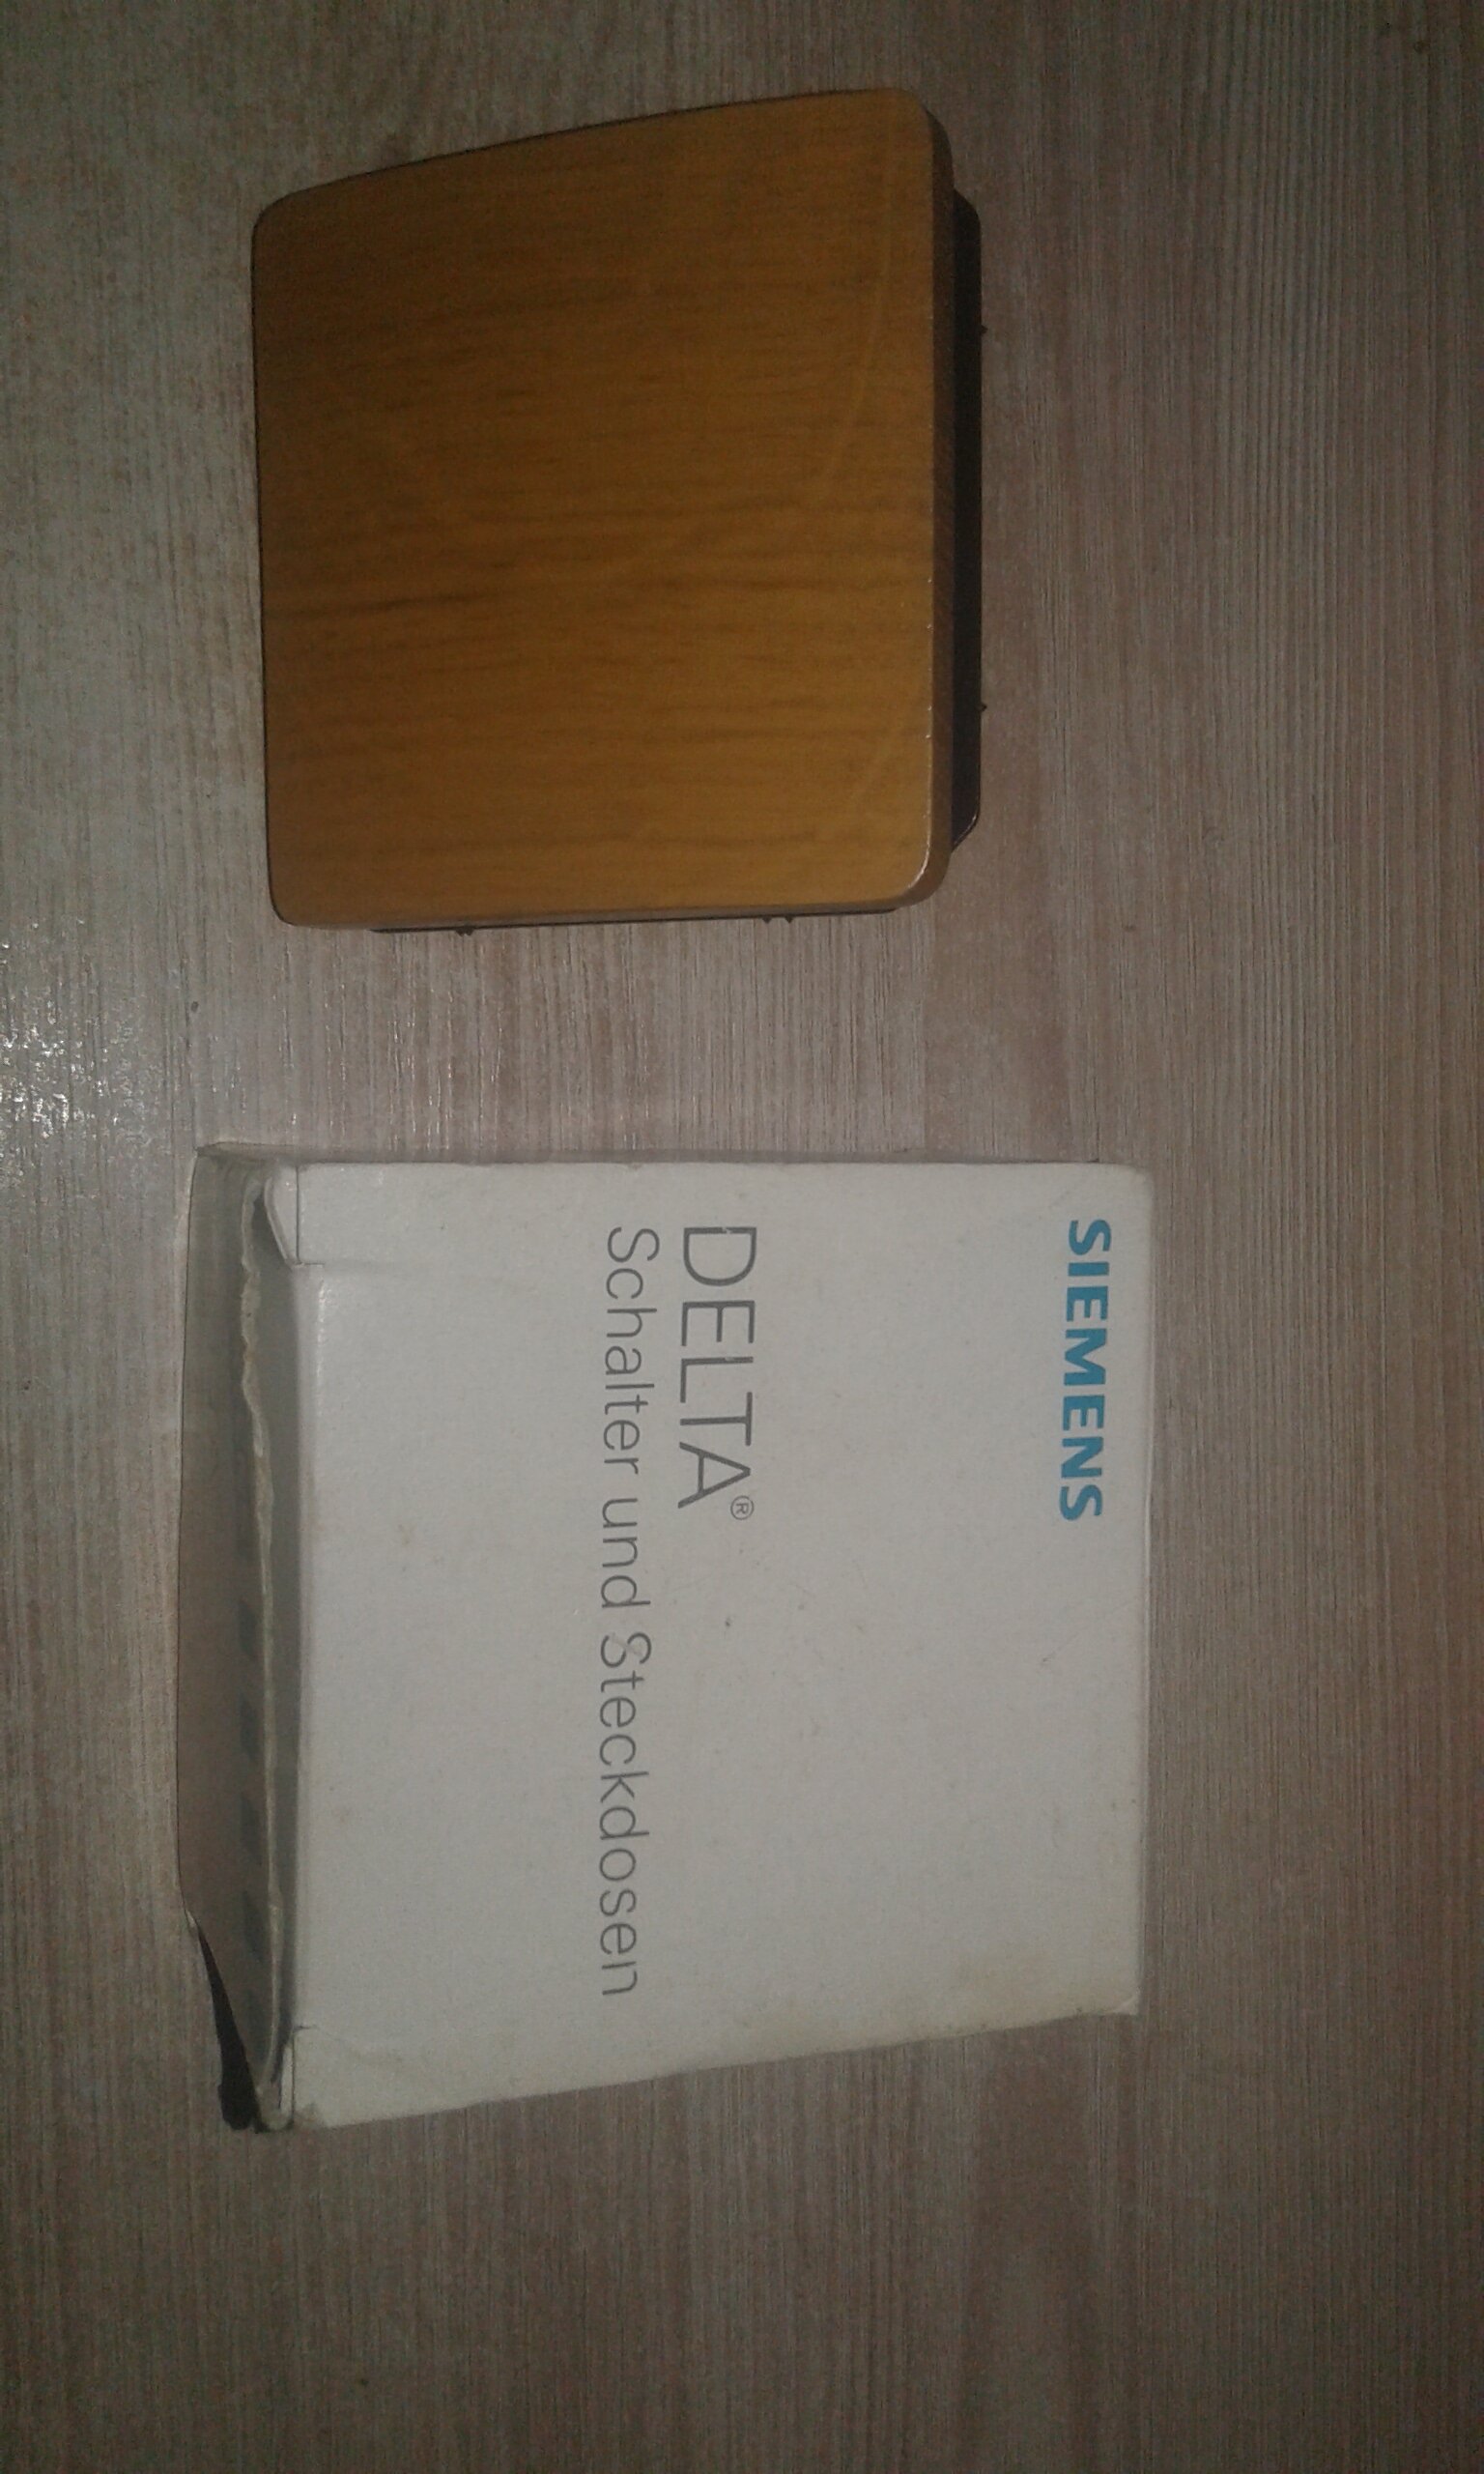 SIEMENS
DELTA®
Schalter und Steckdosen